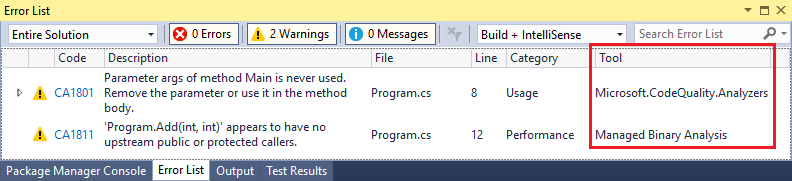 Error List
Entire Solution
0 Errors
2 Warnings
0 Messages
Build + IntelliSense
Search Error List
Code Description File Line Category Tool
CA1801 Parameter args of method Main is never used. Remove the parameter or use it in the method body. Program.cs 8 Usage Microsoft.CodeQuality.Analyzers
CA1811 'Program.Add(int, int)' appears to have no upstream public or protected callers. Program.cs 12 Performance Managed Binary Analysis
Package Manager Console Error List Output Test Results